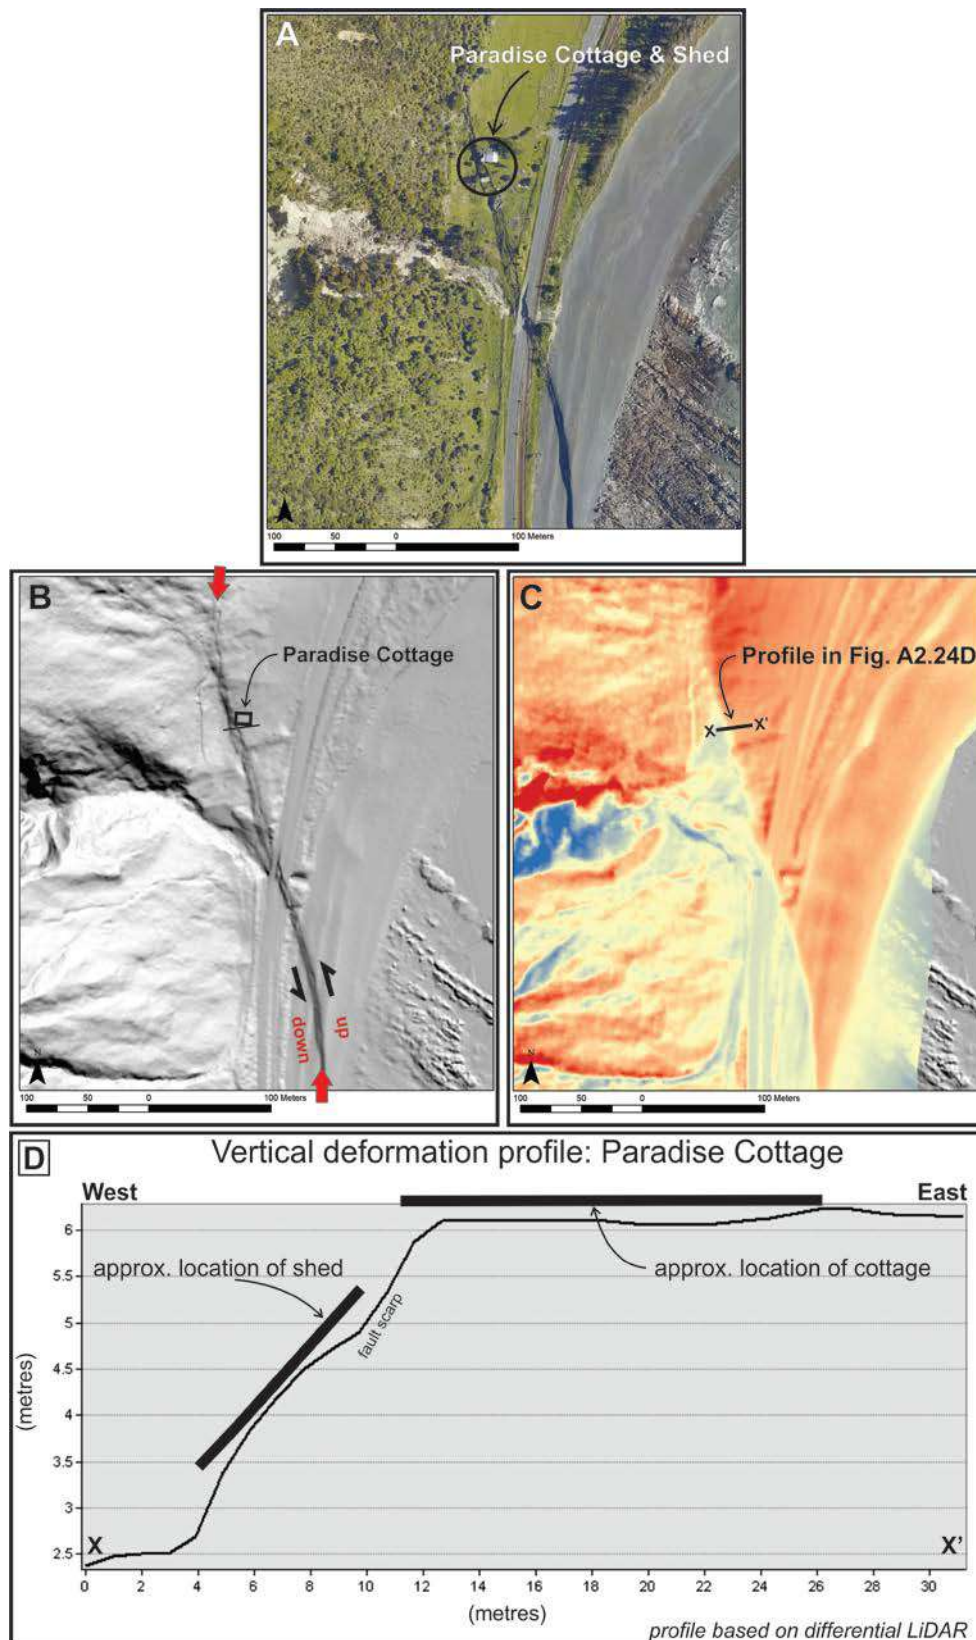 A
Paradise Cottage & Shed
100 50 0 100 Meters
B
Paradise Cottage
down
up
N
100 50 0 100 Meters
C
Profile in Fig. A2.24D
X X'
N
100 50 0 100 Meters
D
Vertical deformation profile: Paradise Cottage
West East
6
approx. location of shed
approx. location of cottage
5.5
fault scarp
5
4.5
(metres)
4
3.5
3
X X'
2.5
0 2 4 6 8 10 12 14 16 18 20 22 24 26 28 30
(metres)
profile based on differential LiDAR